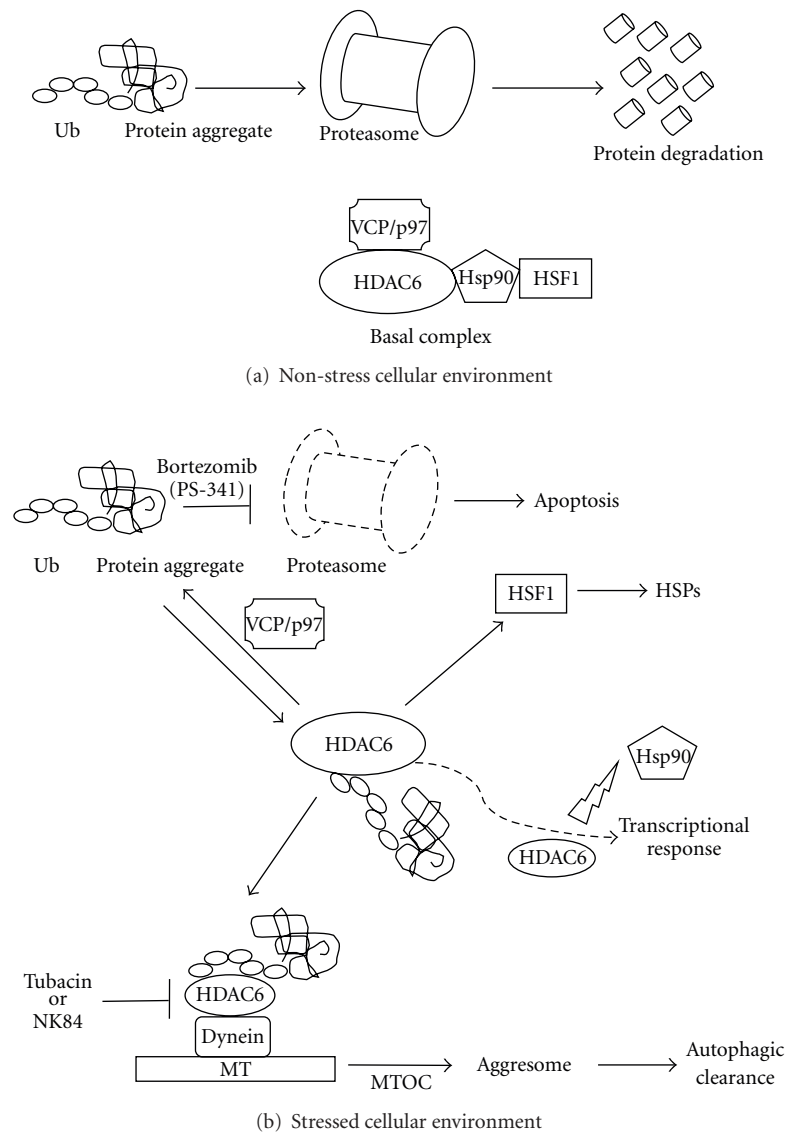 Ub
Protein aggregate
Proteasome
Protein degradation
VCP/p97
HDAC6
Hsp90
HSF1
Basal complex
(a) Non-stress cellular environment
Bortezomib
(PS-341)
Apoptosis
Ub
Protein aggregate
Proteasome
VCP/p97
HSF1
HSPs
HDAC6
Hsp90
Transcriptional
response
HDAC6
Tubacin
or
NK84
HDAC6
Dynein
MT
MTOC
Aggresome
Autophagic
clearance
(b) Stressed cellular environment